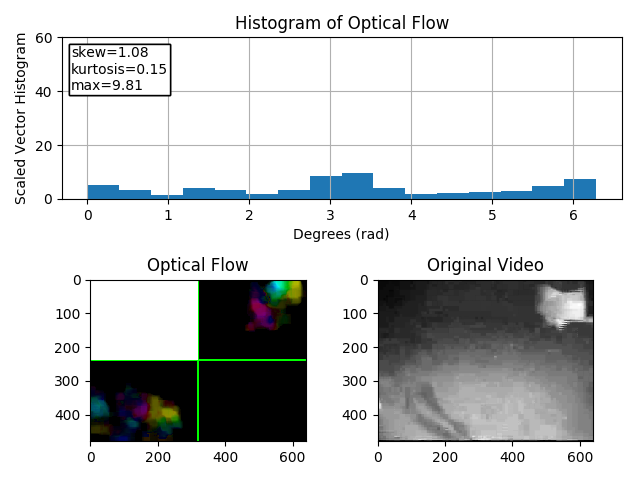 Histogram of Optical Flow
Scaled Vector Histogram
60
40
20
0
skew=1.08
kurtosis=0.15
max=9.81
0 1 2 3 4 5 6
Degrees (rad)
Optical Flow
0
100
200
300
400
0 200 400 600
Original Video
0
100
200
300
400
0 200 400 600